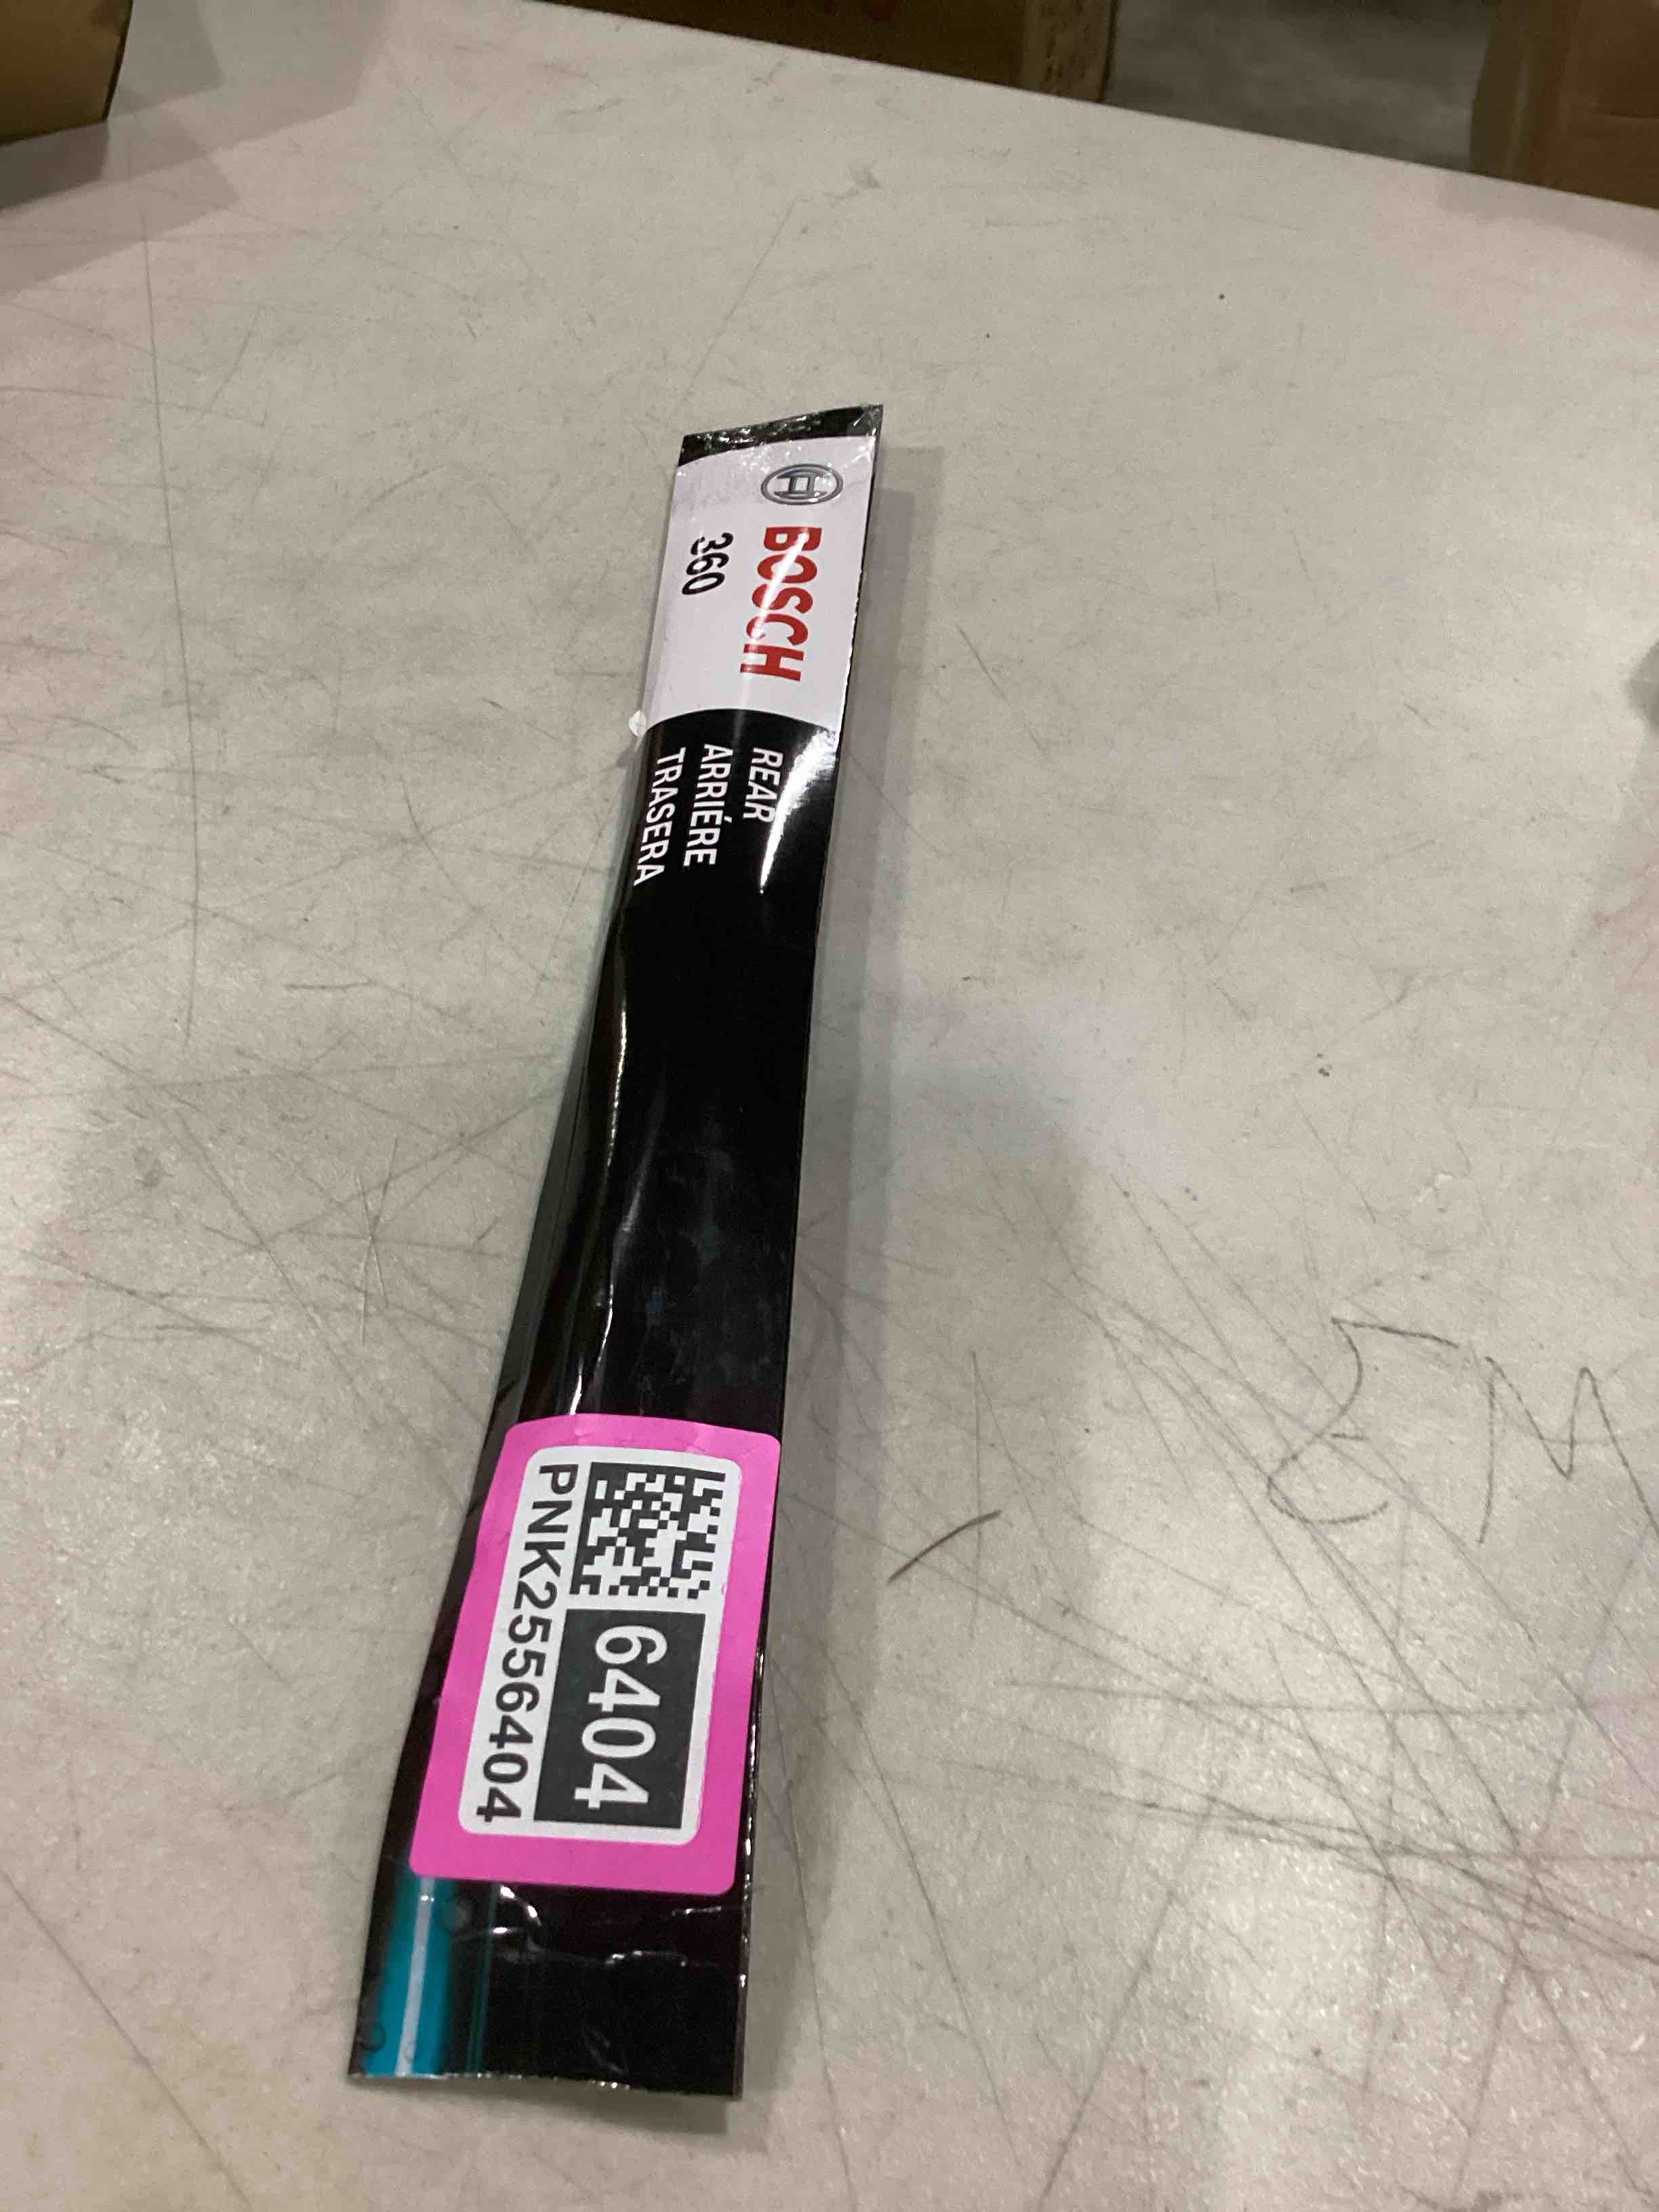 BOSCH
360
REAR
ARRIÉRE
TRASERA
6404
PNK2556404